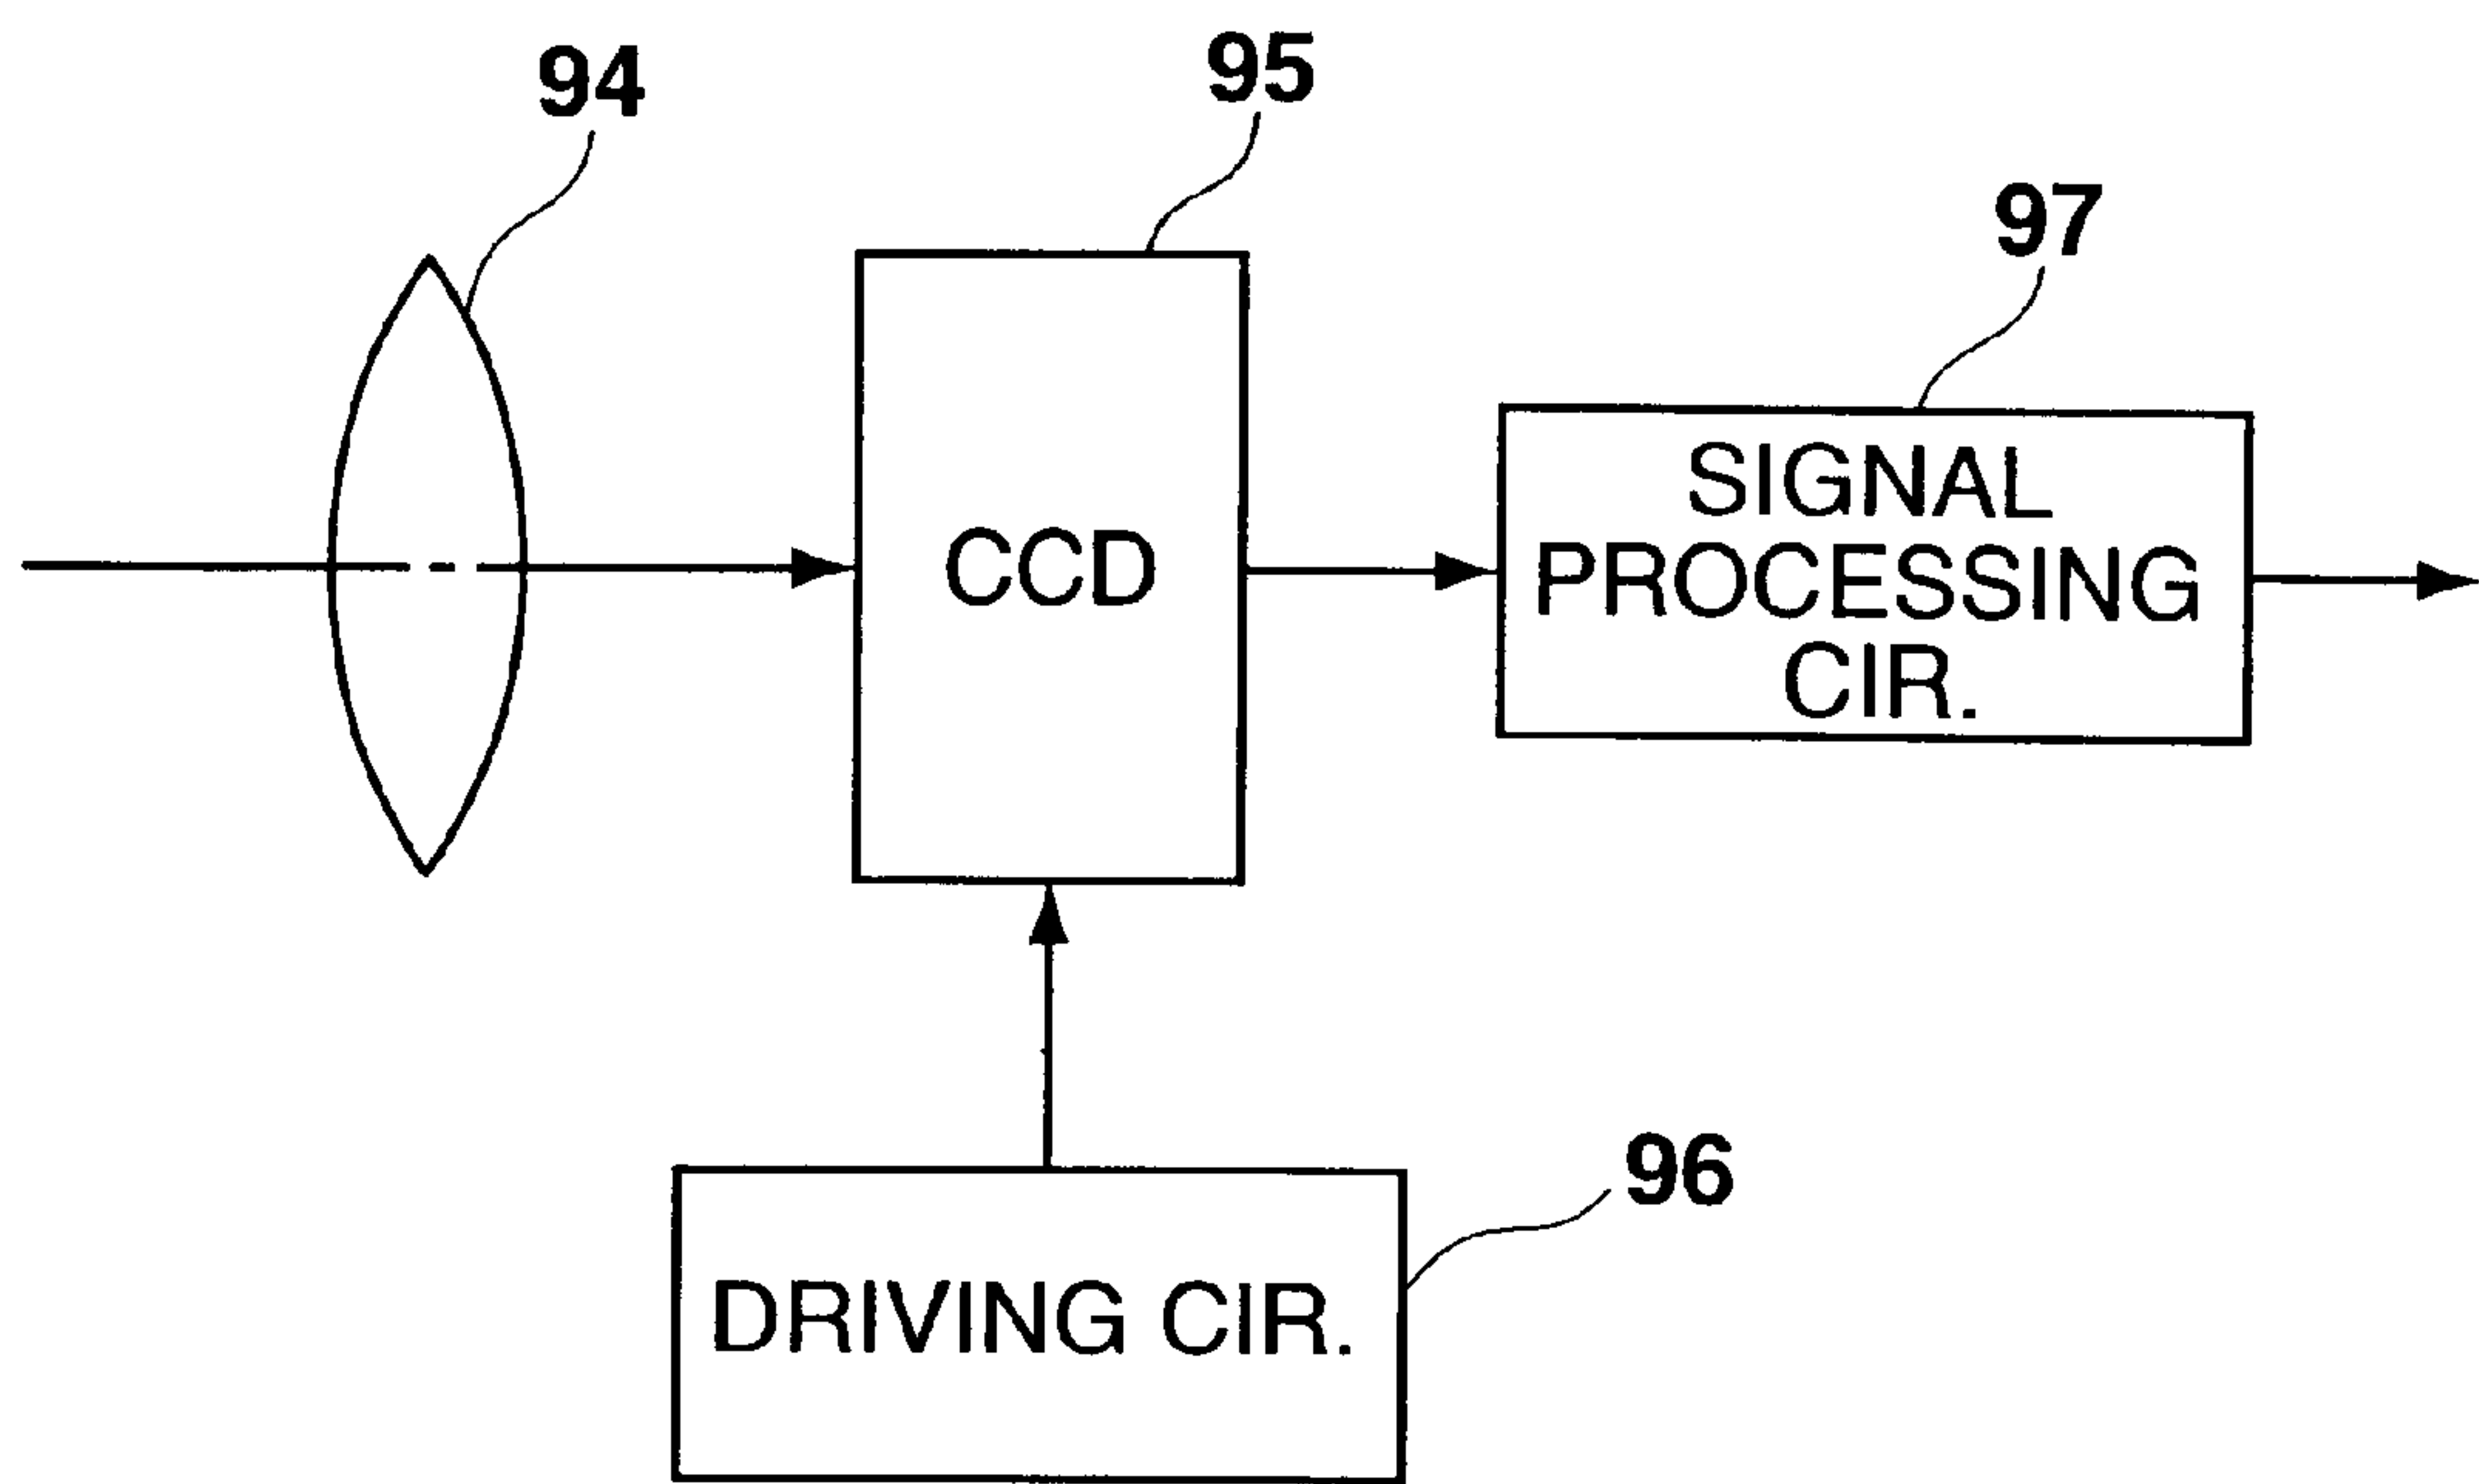 94
95
97
CCD
SIGNAL
PROCESSING
CIR.
96
DRIVING CIR.